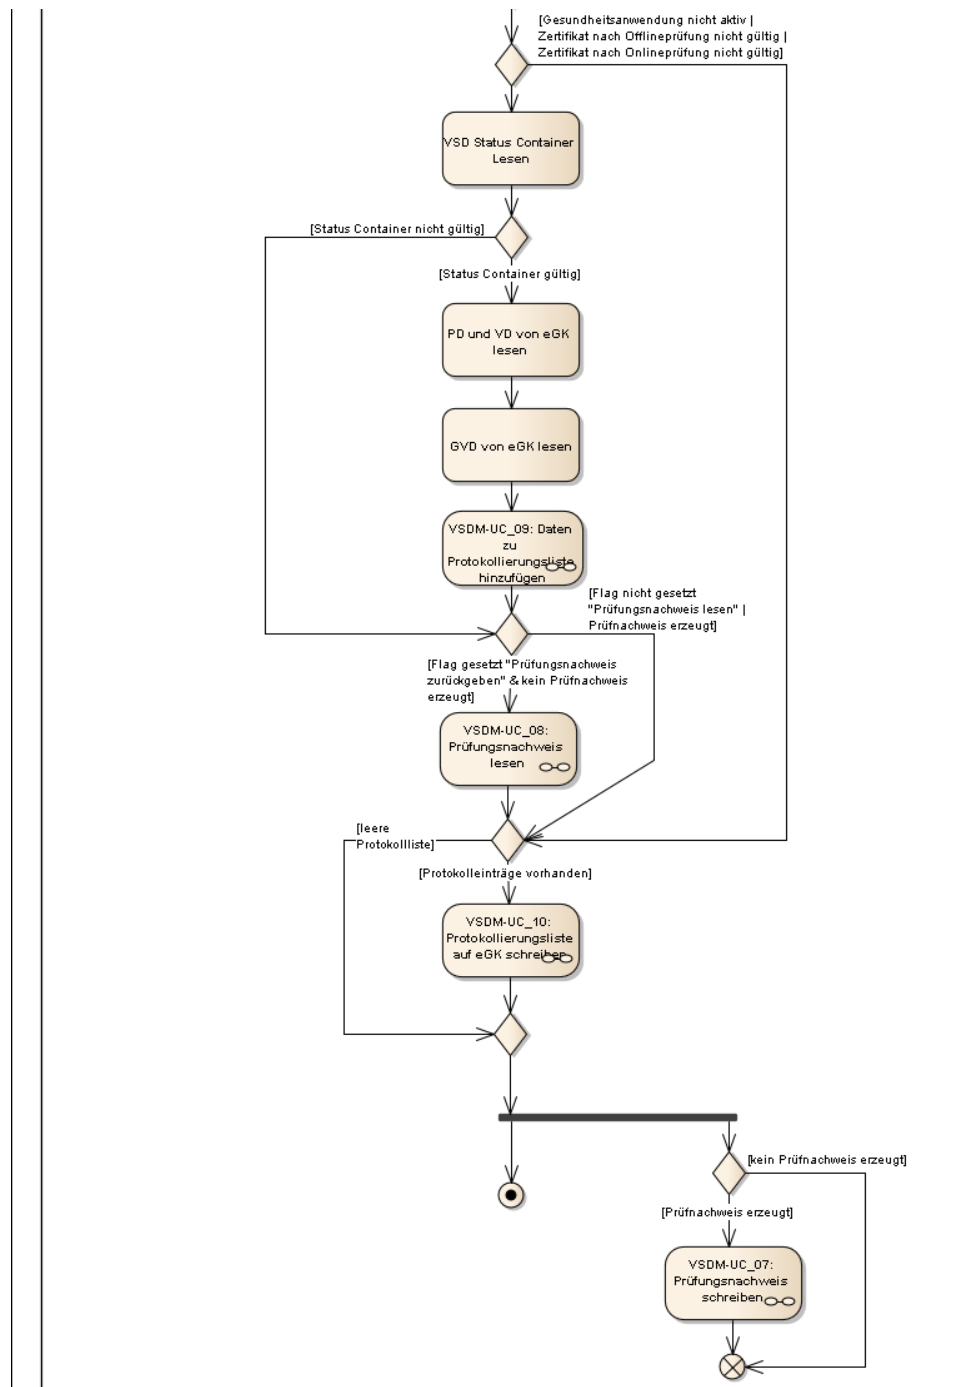 [Gesundheitsanwendung nicht aktiv |
Zertifikat nach Offlineprüfung nicht gültig |
Zertifikat nach Onlineprüfung nicht gültig]
VSD Status Container
Lesen
[Status Container nicht gültig]
[Status Container gültig]
PD und VD von eGK
lesen
GVD von eGK lesen
VSDM-UC_09: Daten
zu
Protokollierungsliste
hinzufügen
[Flag nicht gesetzt
"Prüfungsnachweis lesen" |
Prüfnachweis erzeugt]
[Flag gesetzt "Prüfungsnachweis
zurückgeben" & kein Prüfnachweis
erzeugt]
VSDM-UC_08:
Prüfungsnachweis
lesen
[leere
Protokollliste]
[Protokolleinträge vorhanden]
VSDM-UC_10:
Protokollierungsliste
auf eGK schreiben
[kein Prüfnachweis erzeugt]
[Prüfnachweis erzeugt]
VSDM-UC_07:
Prüfungsnachweis
schreiben